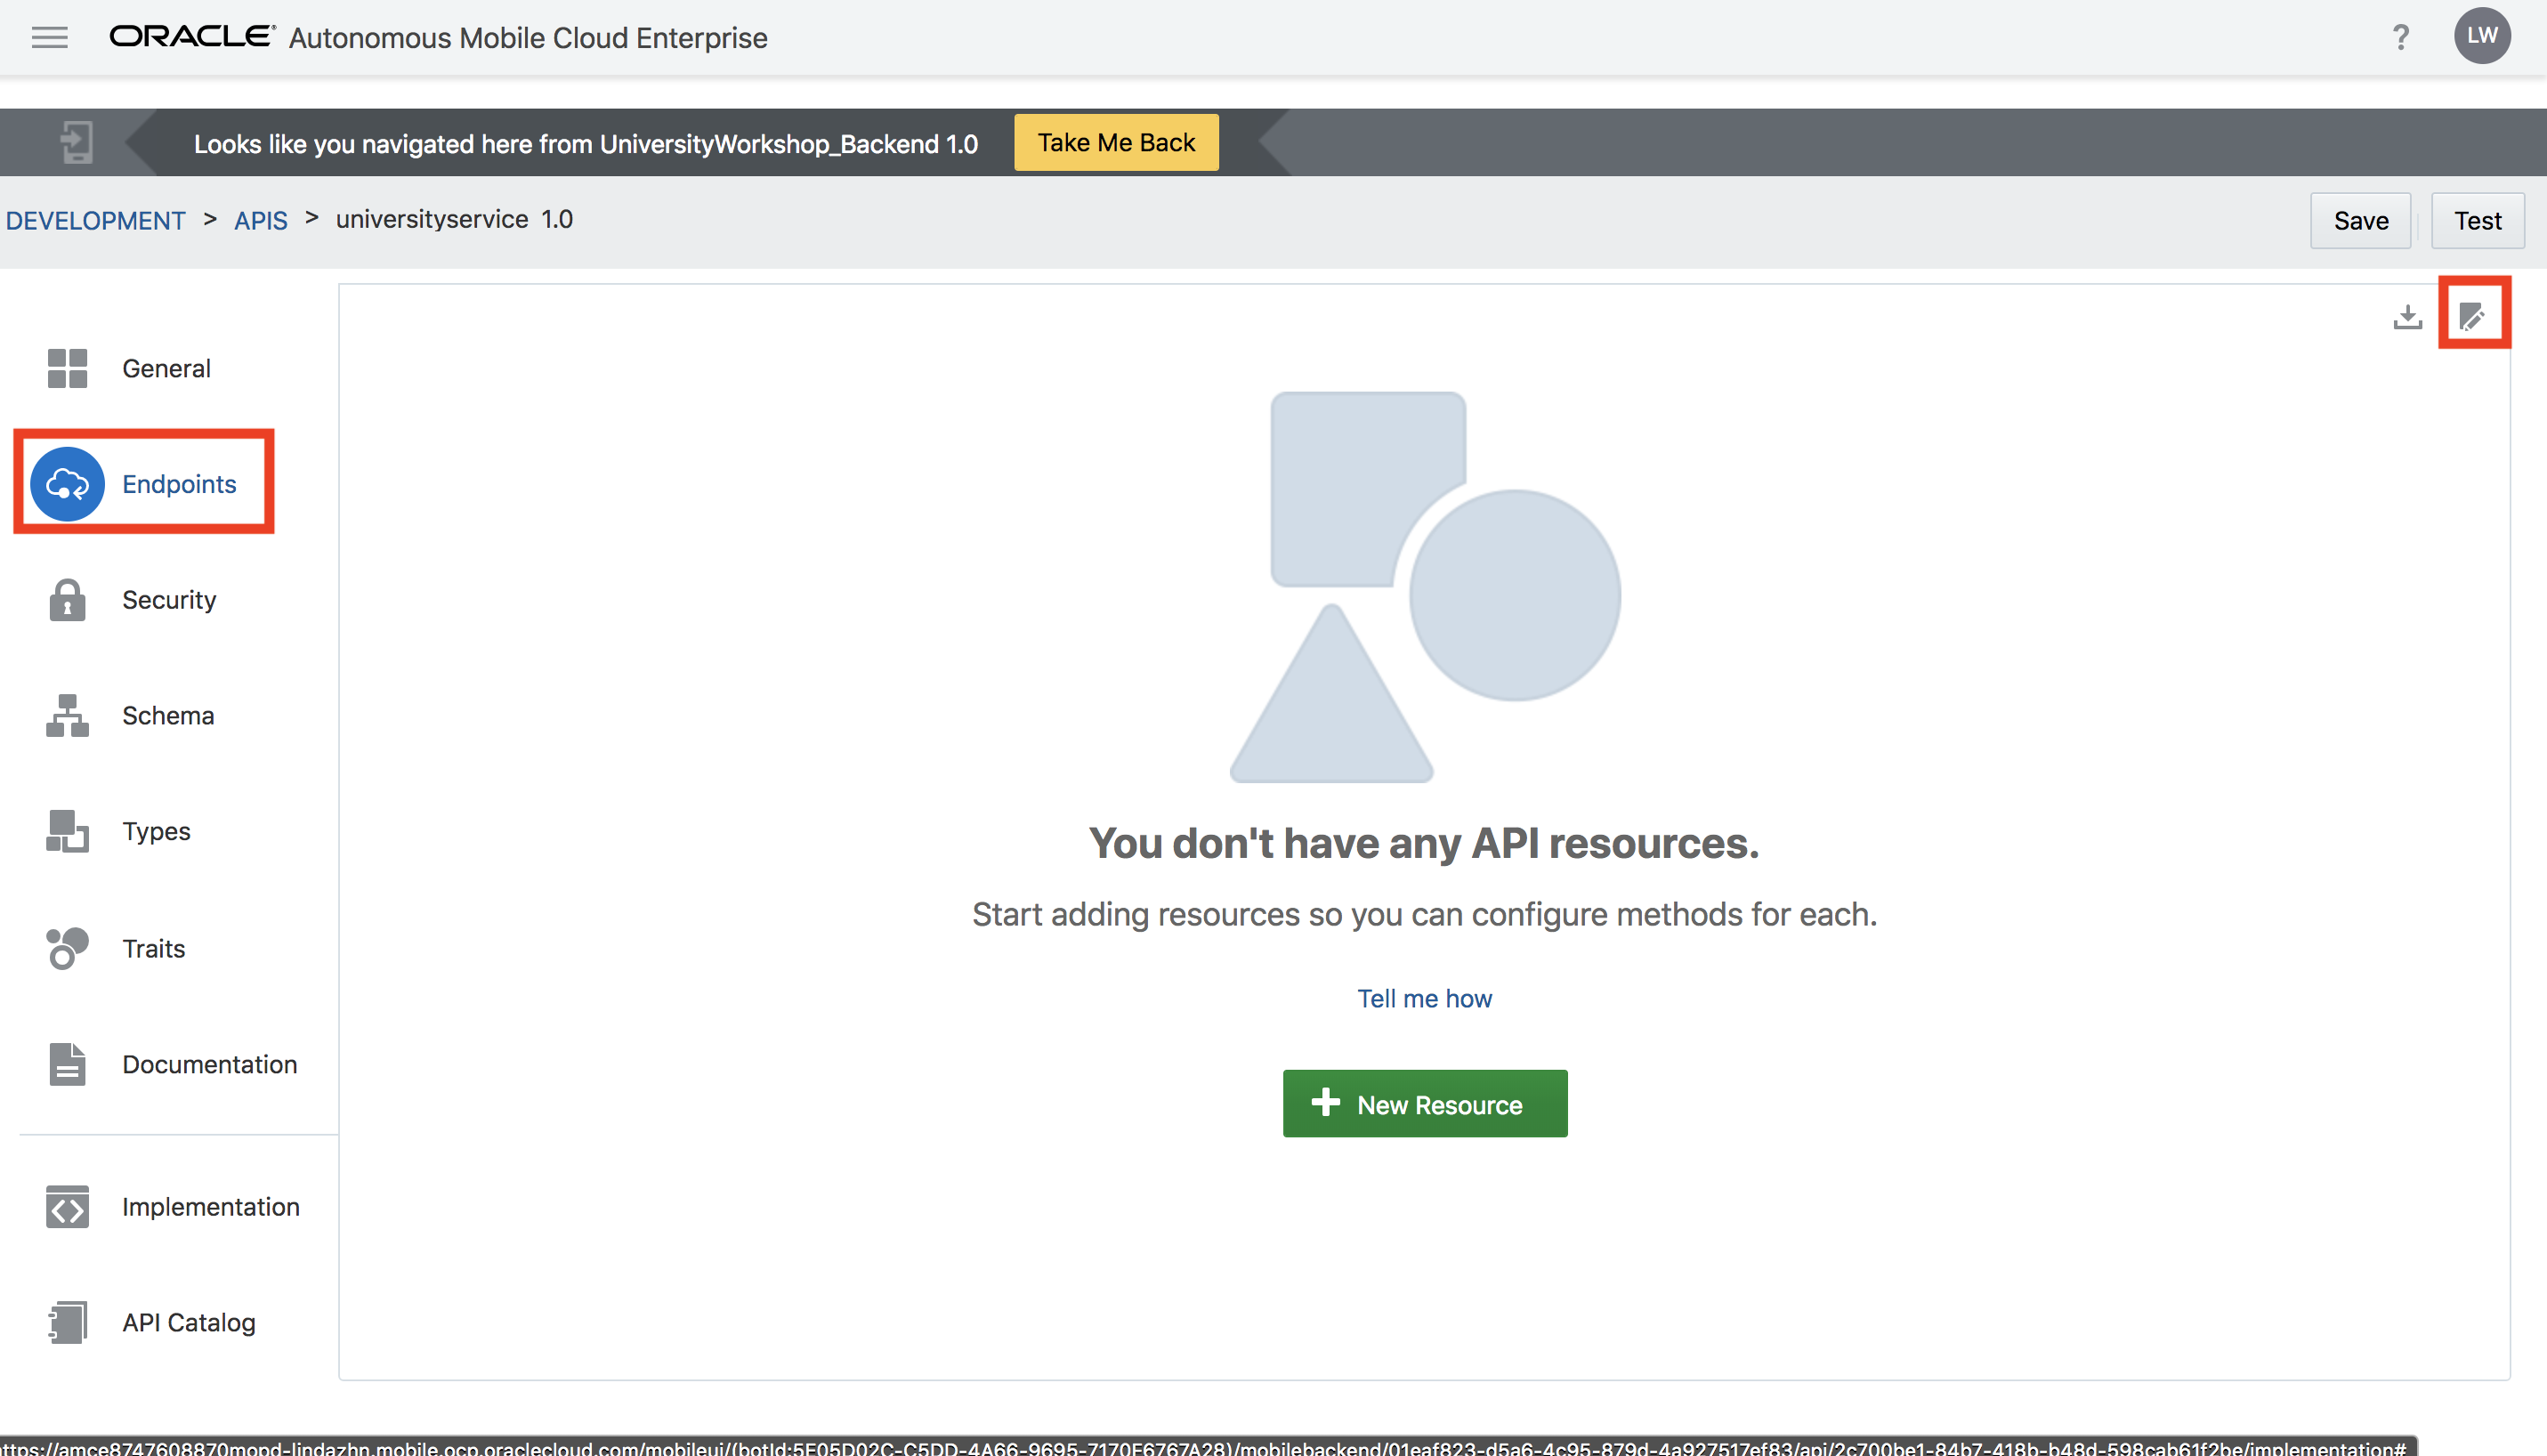 ORACLE® Autonomous Mobile Cloud Enterprise ? LW
Looks like you navigated here from UniversityWorkshop_Backend 1.0 Take Me Back
DEVELOPMENT > APIS > universityservice 1.0 Save Test
General
Endpoints
Security
Schema
Types
Traits
Documentation
Implementation
API Catalog
You don't have any API resources.
Start adding resources so you can configure methods for each.
Tell me how
New Resource
ttps://amce8747608870mopd-lindazhn.mobile.ocp.oraclecloud.com/mobileui/(botId:5E05D02C-C5DD-4A66-9695-7170E6767A28)/mobilebackend/01eaf823-d5a6-4c95-879d-4a927517ef83/api/2c700be1-84b7-418b-b48d-598cab61f2be/implementation#